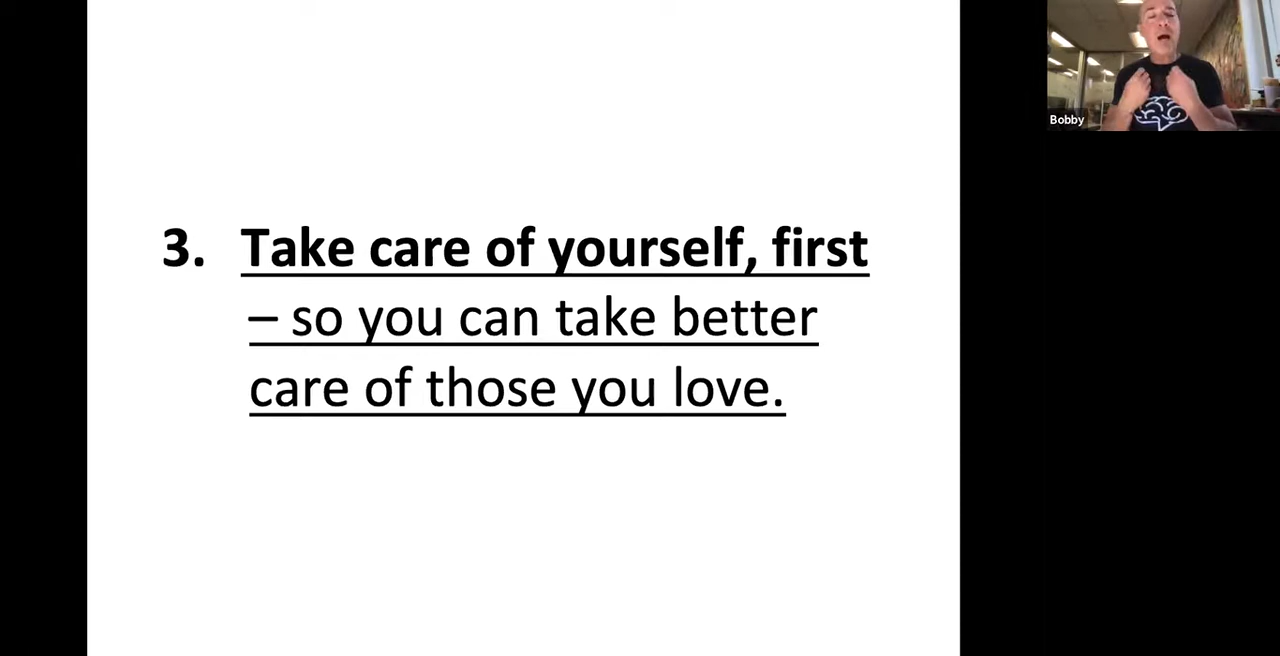 3. Take care of yourself, first
– so you can take better
care of those you love.
Bobby